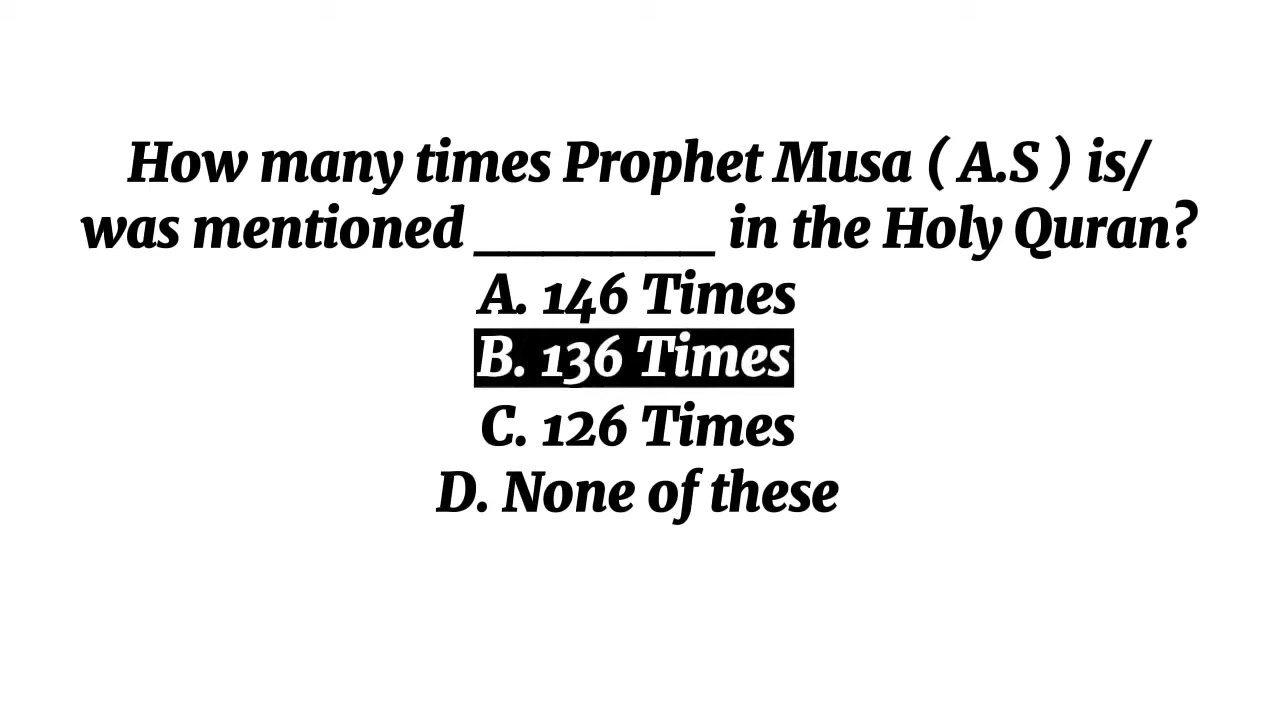 How many times Prophet Musa ( A.S ) is/
was mentioned _______ in the Holy Quran?
A. 146 Times
B. 136 Times
C. 126 Times
D. None of these